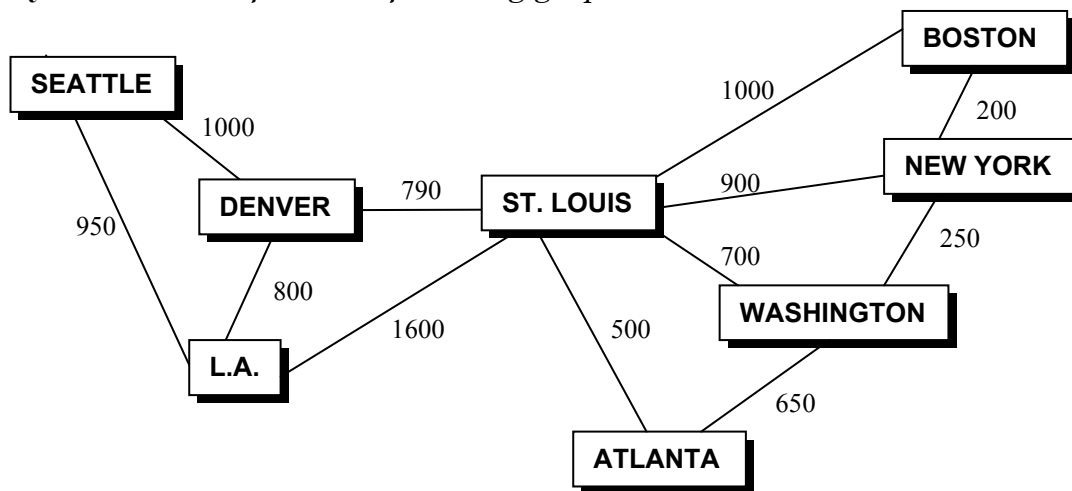 BOSTON
SEATTLE
1000
200
1000
NEW YORK
DENVER
790
ST. LOUIS
900
950
250
700
800
WASHINGTON
1600
500
L.A.
650
ATLANTA